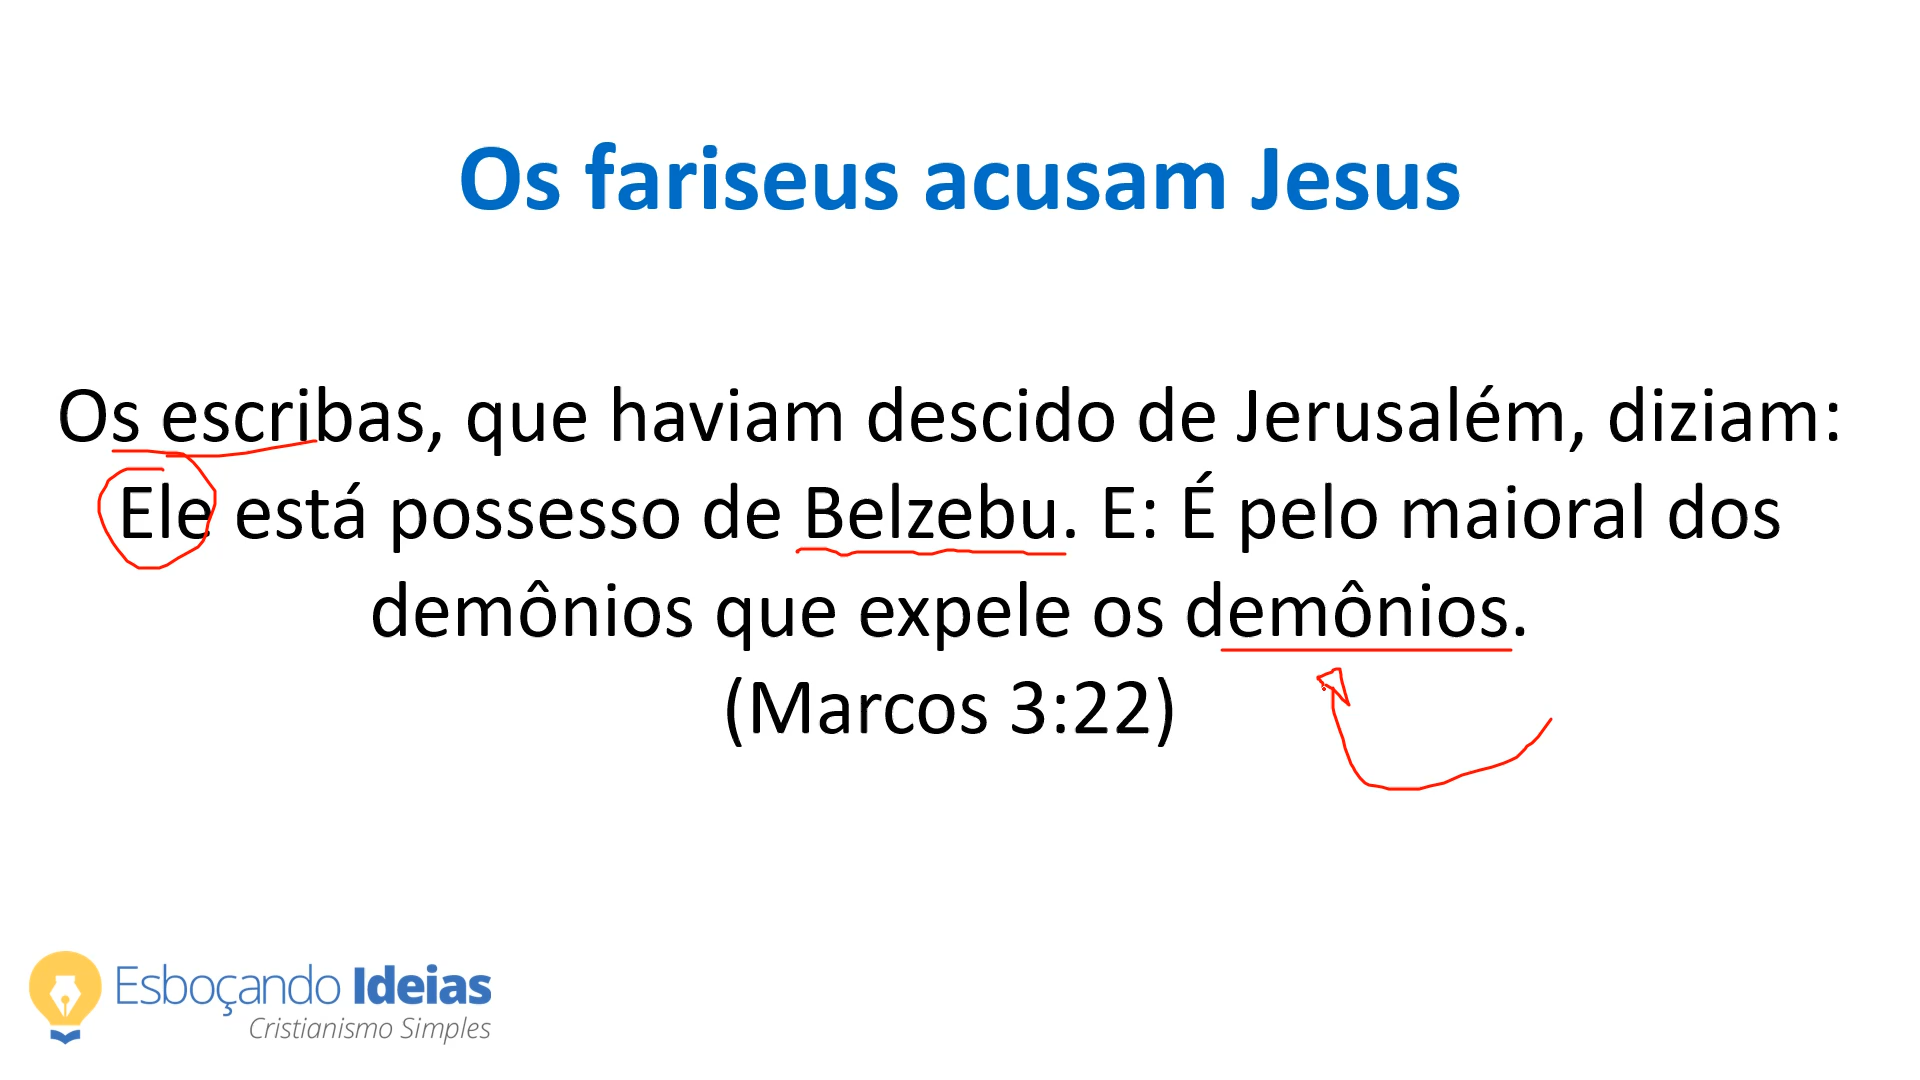 Os fariseus acusam Jesus
Os escribas, que haviam descido de Jerusalém, diziam:
Ele está possesso de Belzebu. E: É pelo maioral dos
demônios que expele os demônios.
(Marcos 3:22)
Esboçando Ideias
Cristianismo Simples